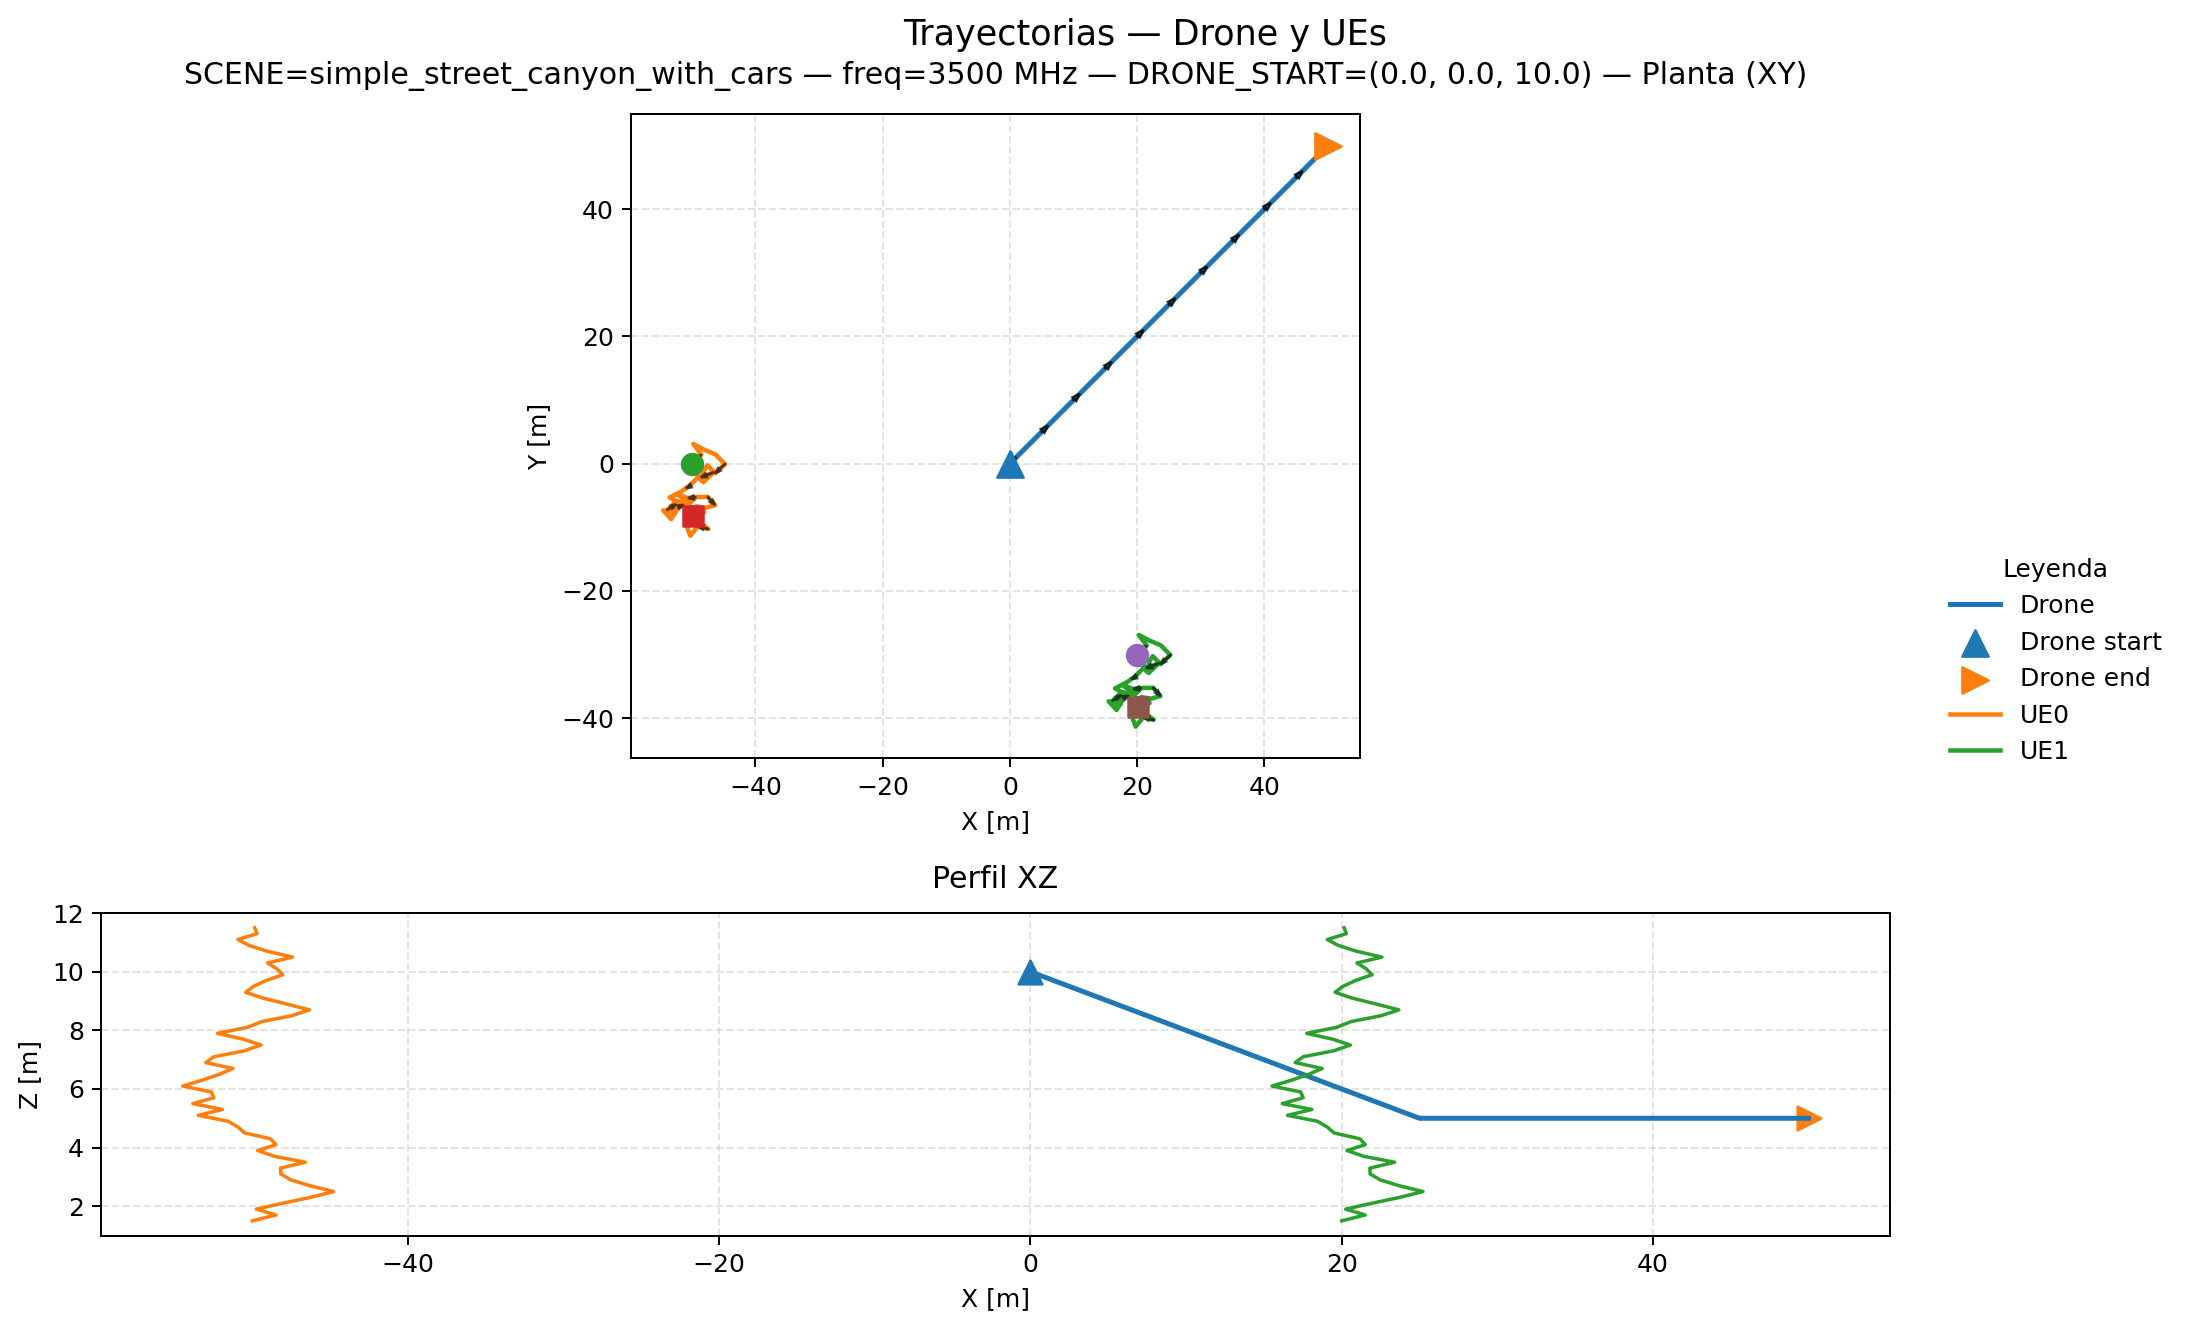 Trayectorias — Drone y UEs
SCENE=simple_street_canyon_with_cars — freq=3500 MHz — DRONE_START=(0.0, 0.0, 10.0) — Planta (XY)
40
20
0
−20
−40
Y [m]
−40 −20 0 20 40
X [m]
Leyenda
Drone
Drone start
Drone end
UE0
UE1
Perfil XZ
12
10
8
6
4
2
Z [m]
−40 −20 0 20 40
X [m]